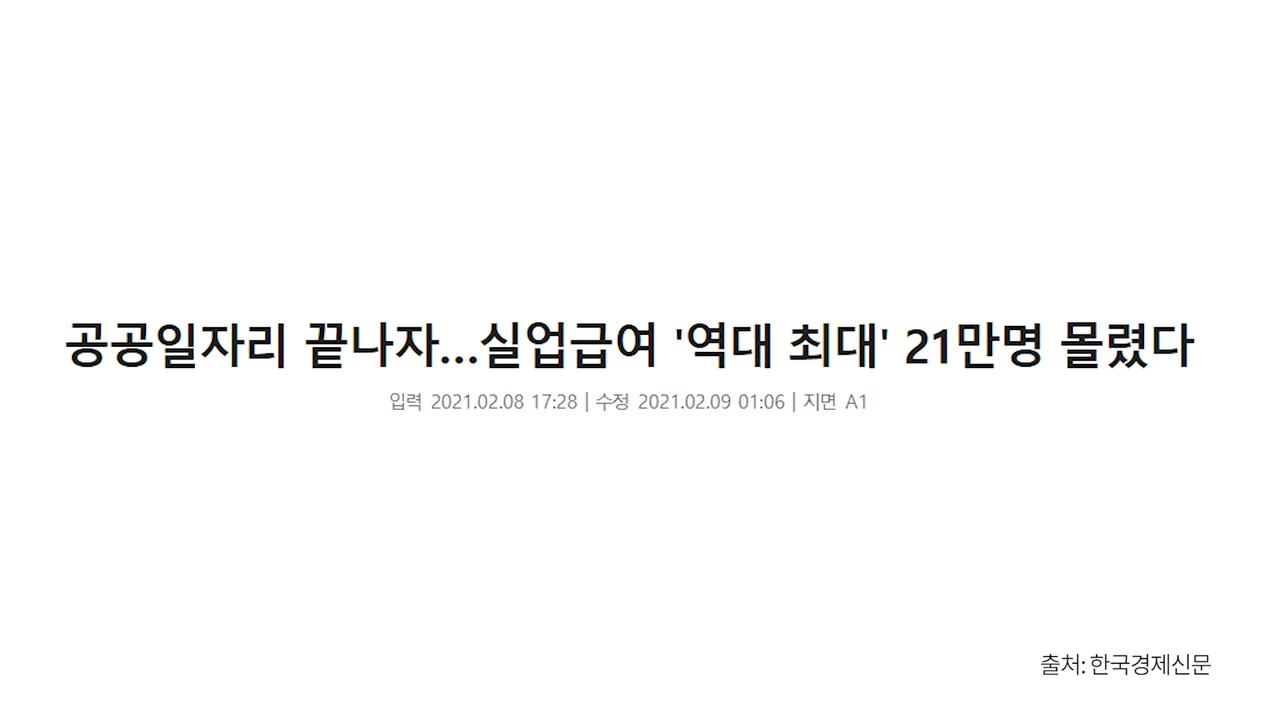 공공일자리 끝나자...실업급여 '역대 최대' 21만명 몰렸다
입력 2021.02.08 17:28 | 수정 2021.02.09 01:06 | 지면 A1
출처: 한국경제신문